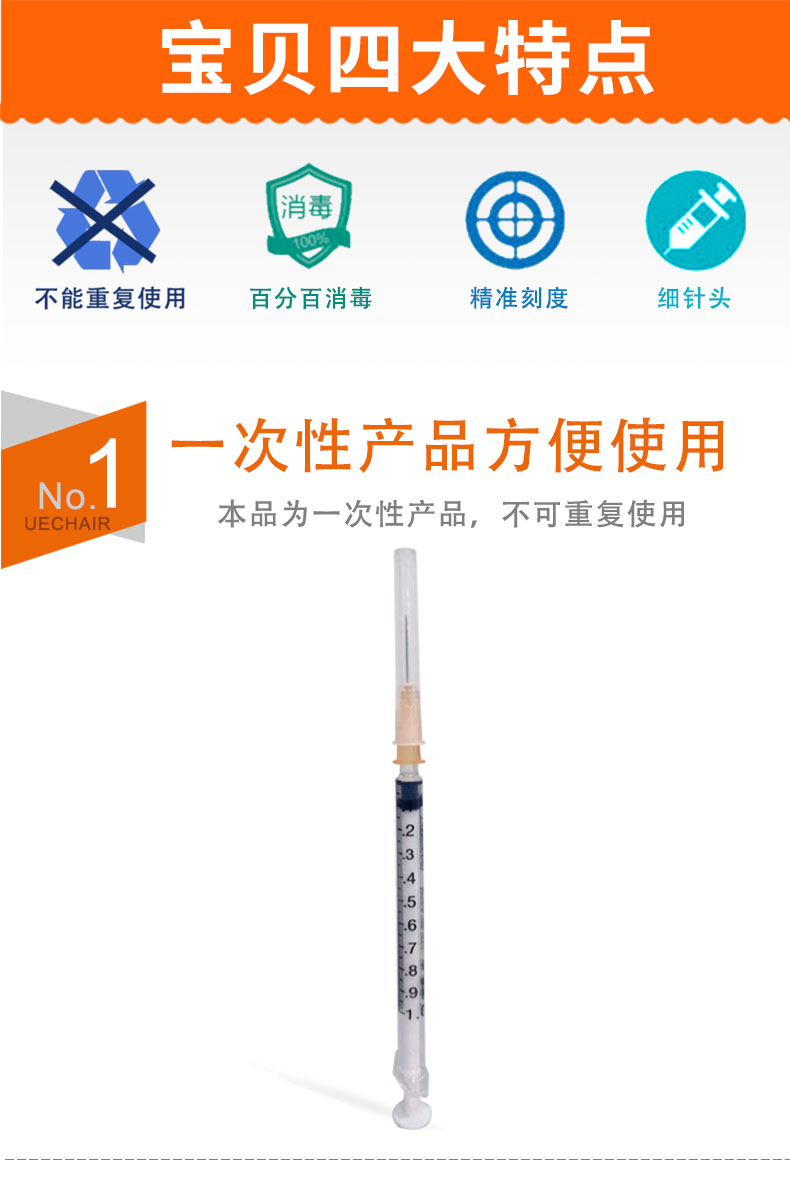 宝贝四大特点
消毒
100%
不能重复使用
百分百消毒
精准刻度
细针头
No.1
UECHAIR
一次性产品方便使用
本品为一次性产品，不可重复使用
.2
.3
.4
.5
.6
.7
.8
.9
1.0